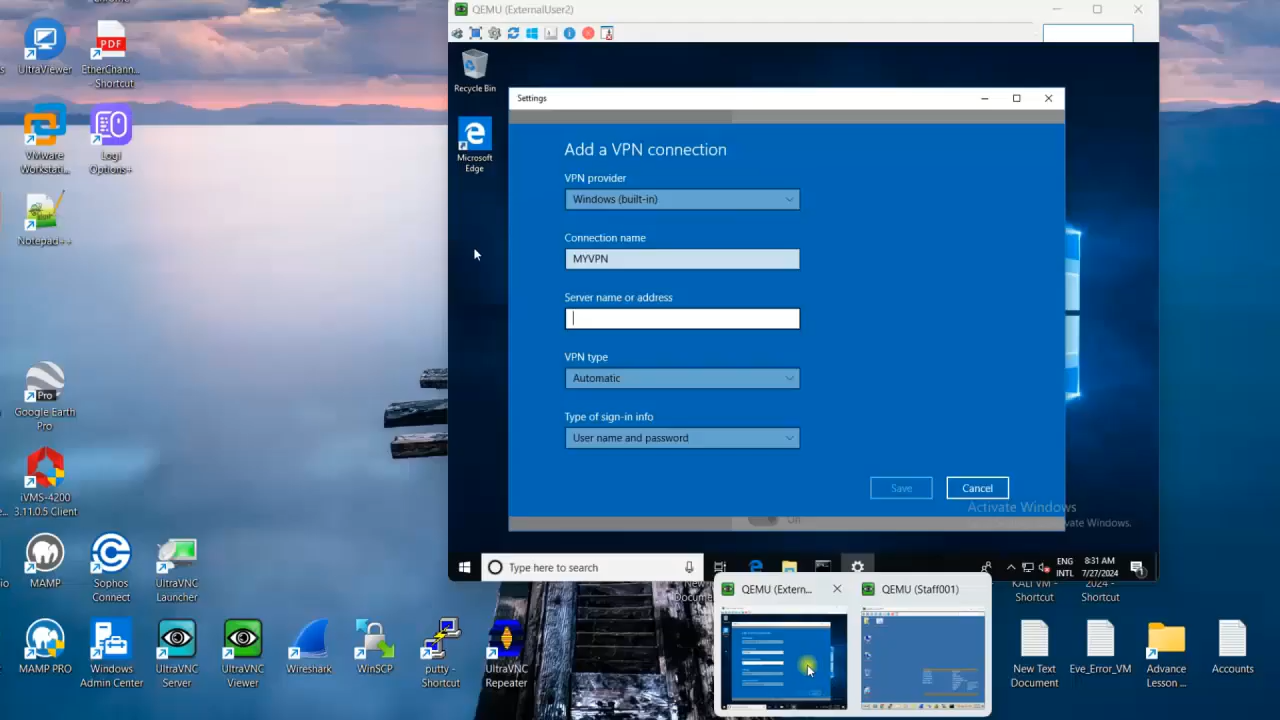 QEMU (ExternalUser2)
UltraViewer
PDF
EtherChann...
- Shortcut
VMware
Workstati...
Logi
Options+
Notepad++
Pro
Google Earth
Pro
iVMS-4200
3.11.0.5 Client
MAMP
Sophos
Connect
UltraVNC
Launcher
MAMP PRO
Windows
Admin Center
UltraVNC
Server
UltraVNC
Viewer
Wireshark
WinSCP
putty -
Shortcut
UltraVNC
Repeater
Recycle Bin
Microsoft
Edge
Settings
Add a VPN connection
VPN provider
Windows (built-in)
Connection name
MYVPN
Server name or address
VPN type
Automatic
Type of sign-in info
User name and password
Save
Cancel
Activate Windows
Type here to search
ENG
INTL
8:31 AM
7/27/2024
QEMU (Extern...
QEMU (Staff001)
KALI VM -
Shortcut
2024 -
Shortcut
New Text
Document
Eve_Error_VM
Advance
Lesson ...
Accounts